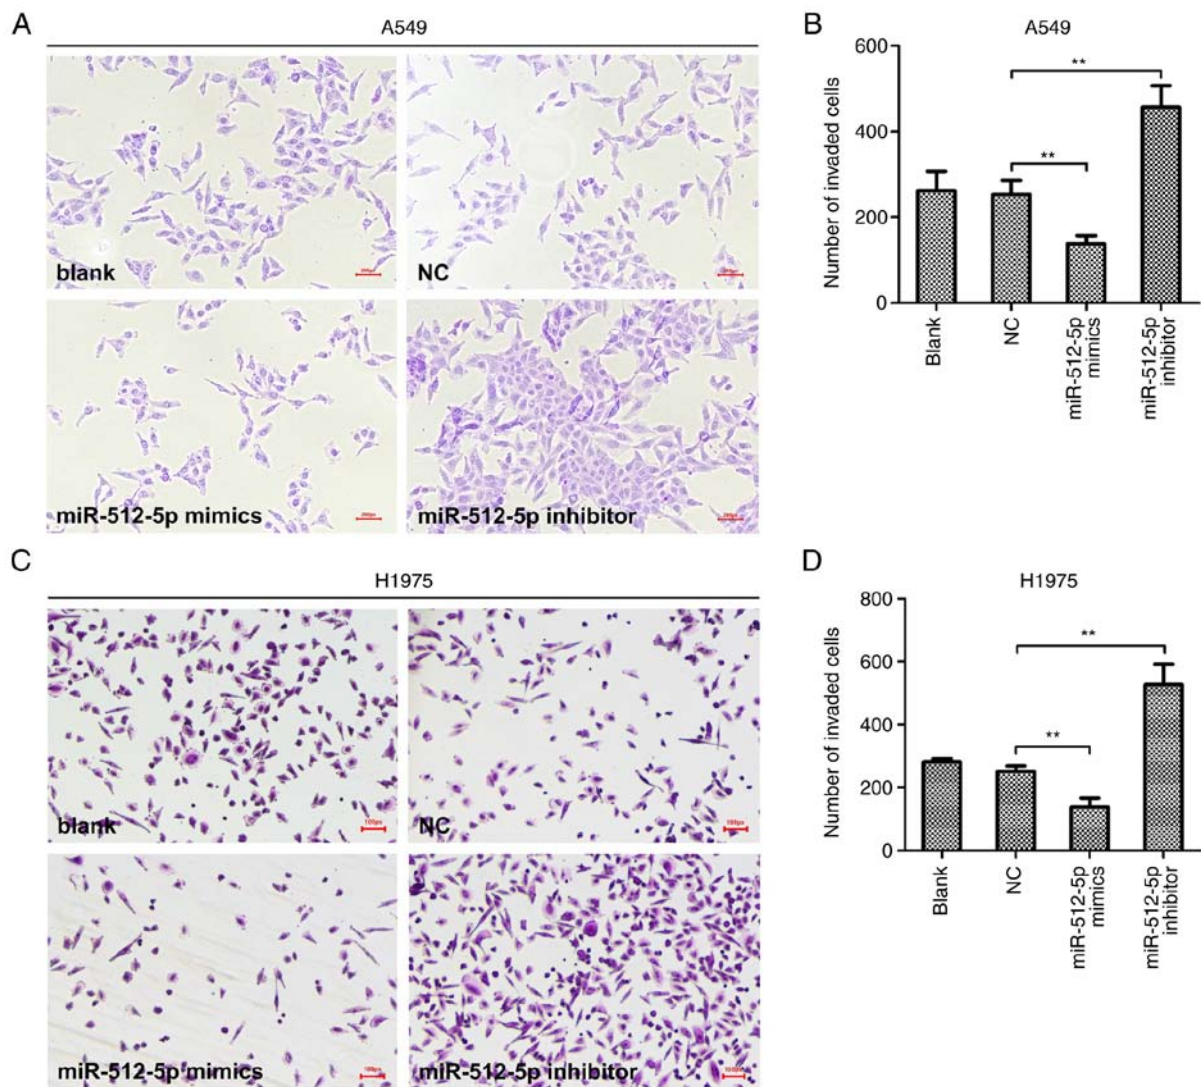 A
A549
blank
NC
miR-512-5p mimics
miR-512-5p inhibitor
B
A549
Number of invaded cells
600
400
200
0
**
**
Blank
NC
miR-512-5p
mimics
miR-512-5p
inhibitor
C
H1975
blank
NC
miR-512-5p mimics
miR-512-5p inhibitor
D
H1975
Number of invaded cells
800
600
400
200
0
**
**
Blank
NC
miR-512-5p
mimics
miR-512-5p
inhibitor